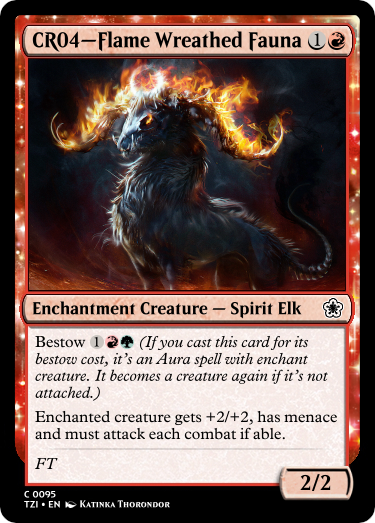 CR04—Flame Wreathed Fauna 1
Enchantment Creature — Spirit Elk
Bestow 1 (If you cast this card for its
bestow cost, it's an Aura spell with enchant
creature. It becomes a creature again if it's not
attached.)
Enchanted creature gets +2/+2, has menace
and must attack each combat if able.
FT
2/2
C 0095
TZI • EN Katinka Thorondor